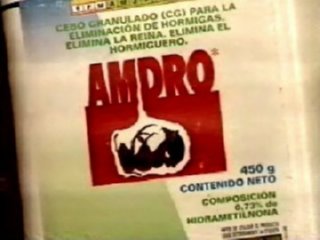 CEBO GRANULADO (CG) PARA LA
ELIMINACIÓN DE HORMIGAS.
ELIMINA LA REINA. ELIMINA EL
HORMIGUERO.
AMDRO*
450 g
CONTENIDO NETO
COMPOSICIÓN
0,73% de
HIDRAMETILNONA